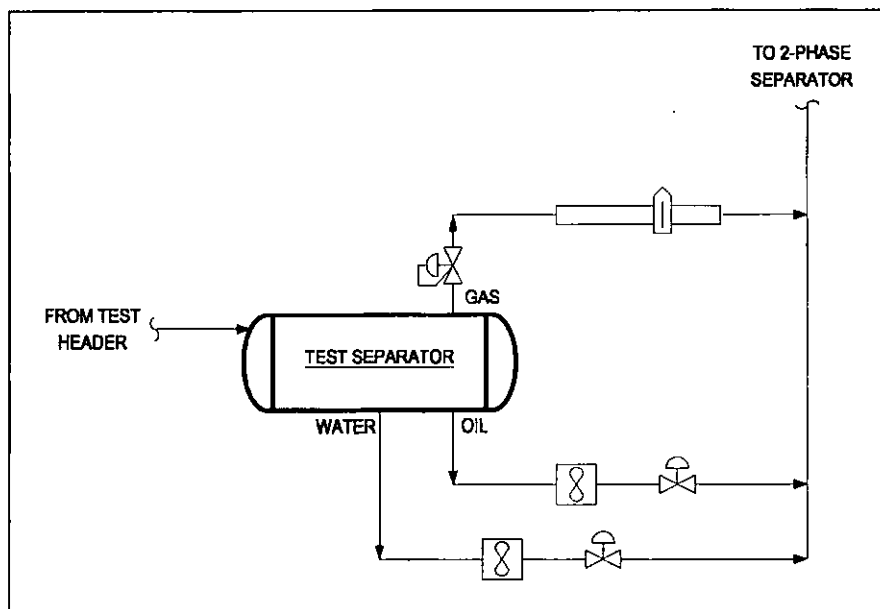 TO 2-PHASE
SEPARATOR
GAS
FROM TEST
HEADER
TEST SEPARATOR
WATER
OIL